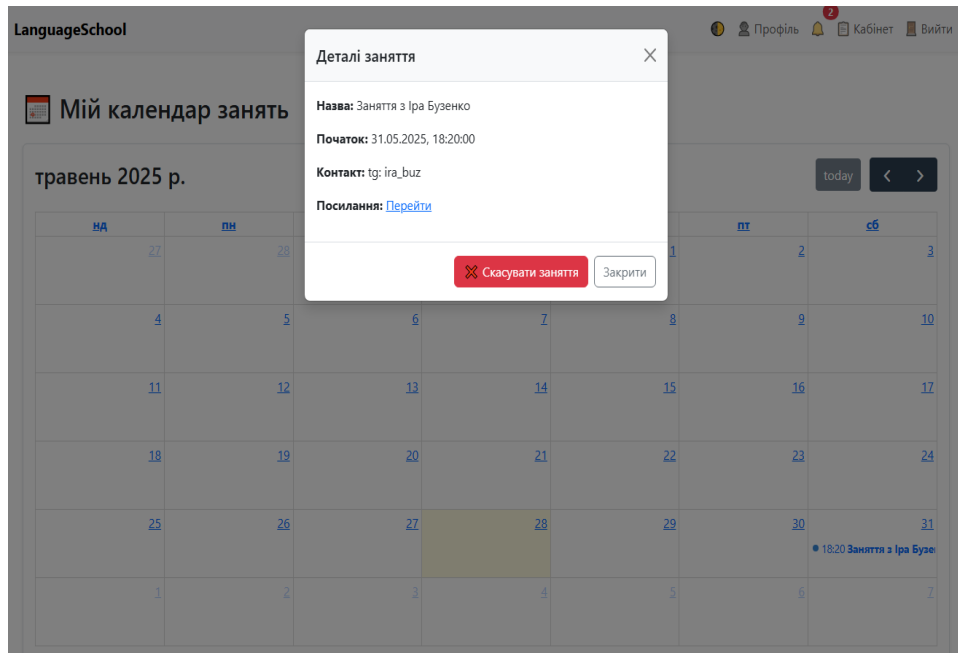 LanguageSchool
2
Профіль
Кабінет
Вийти
Деталі заняття
Назва: Заняття з Іра Бузенко
Початок: 31.05.2025, 18:20:00
Контакт: tg: ira_buz
Посилання: Перейти
Скасувати заняття
Закрити
Мій календар занять
травень 2025 р.
today
нд пн пт сб
27 28 1 2 3
4 5 6 7 8 9 10
11 12 13 14 15 16 17
18 19 20 21 22 23 24
25 26 27 28 29 30 31
18:20 Заняття з Іра Бузе
1 2 3 4 5 6 7